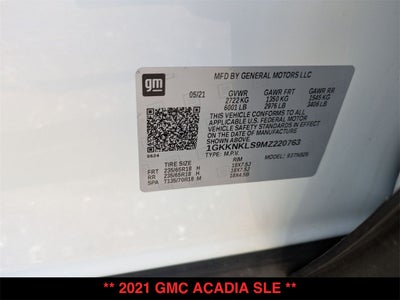 gm
MFD BY GENERAL MOTORS LLC
05/21 GVWR GAWR FRT GAWR RR
2722 KG 1350 KG 1545 KG
6001 LB 2976 LB 3406 LB
THIS VEHICLE CONFORMS TO ALL APPLICABLE
U.S. FEDERAL MOTOR VEHICLE SAFETY AND
THEFT PREVENTION STANDARDS IN EFFECT ON
THE DATE OF MANUFACTURE SHOWN ABOVE.
1GKKNKLS9MZ220763
TYPE: M.P.V.
TIRE SIZE RIM
FRT 235/65R18 H 18X7.5J
RR 235/65R18 H 18X7.5J
SPA T135/70R18 M 18X4.5B
** 2021 GMC ACADIA SLE **